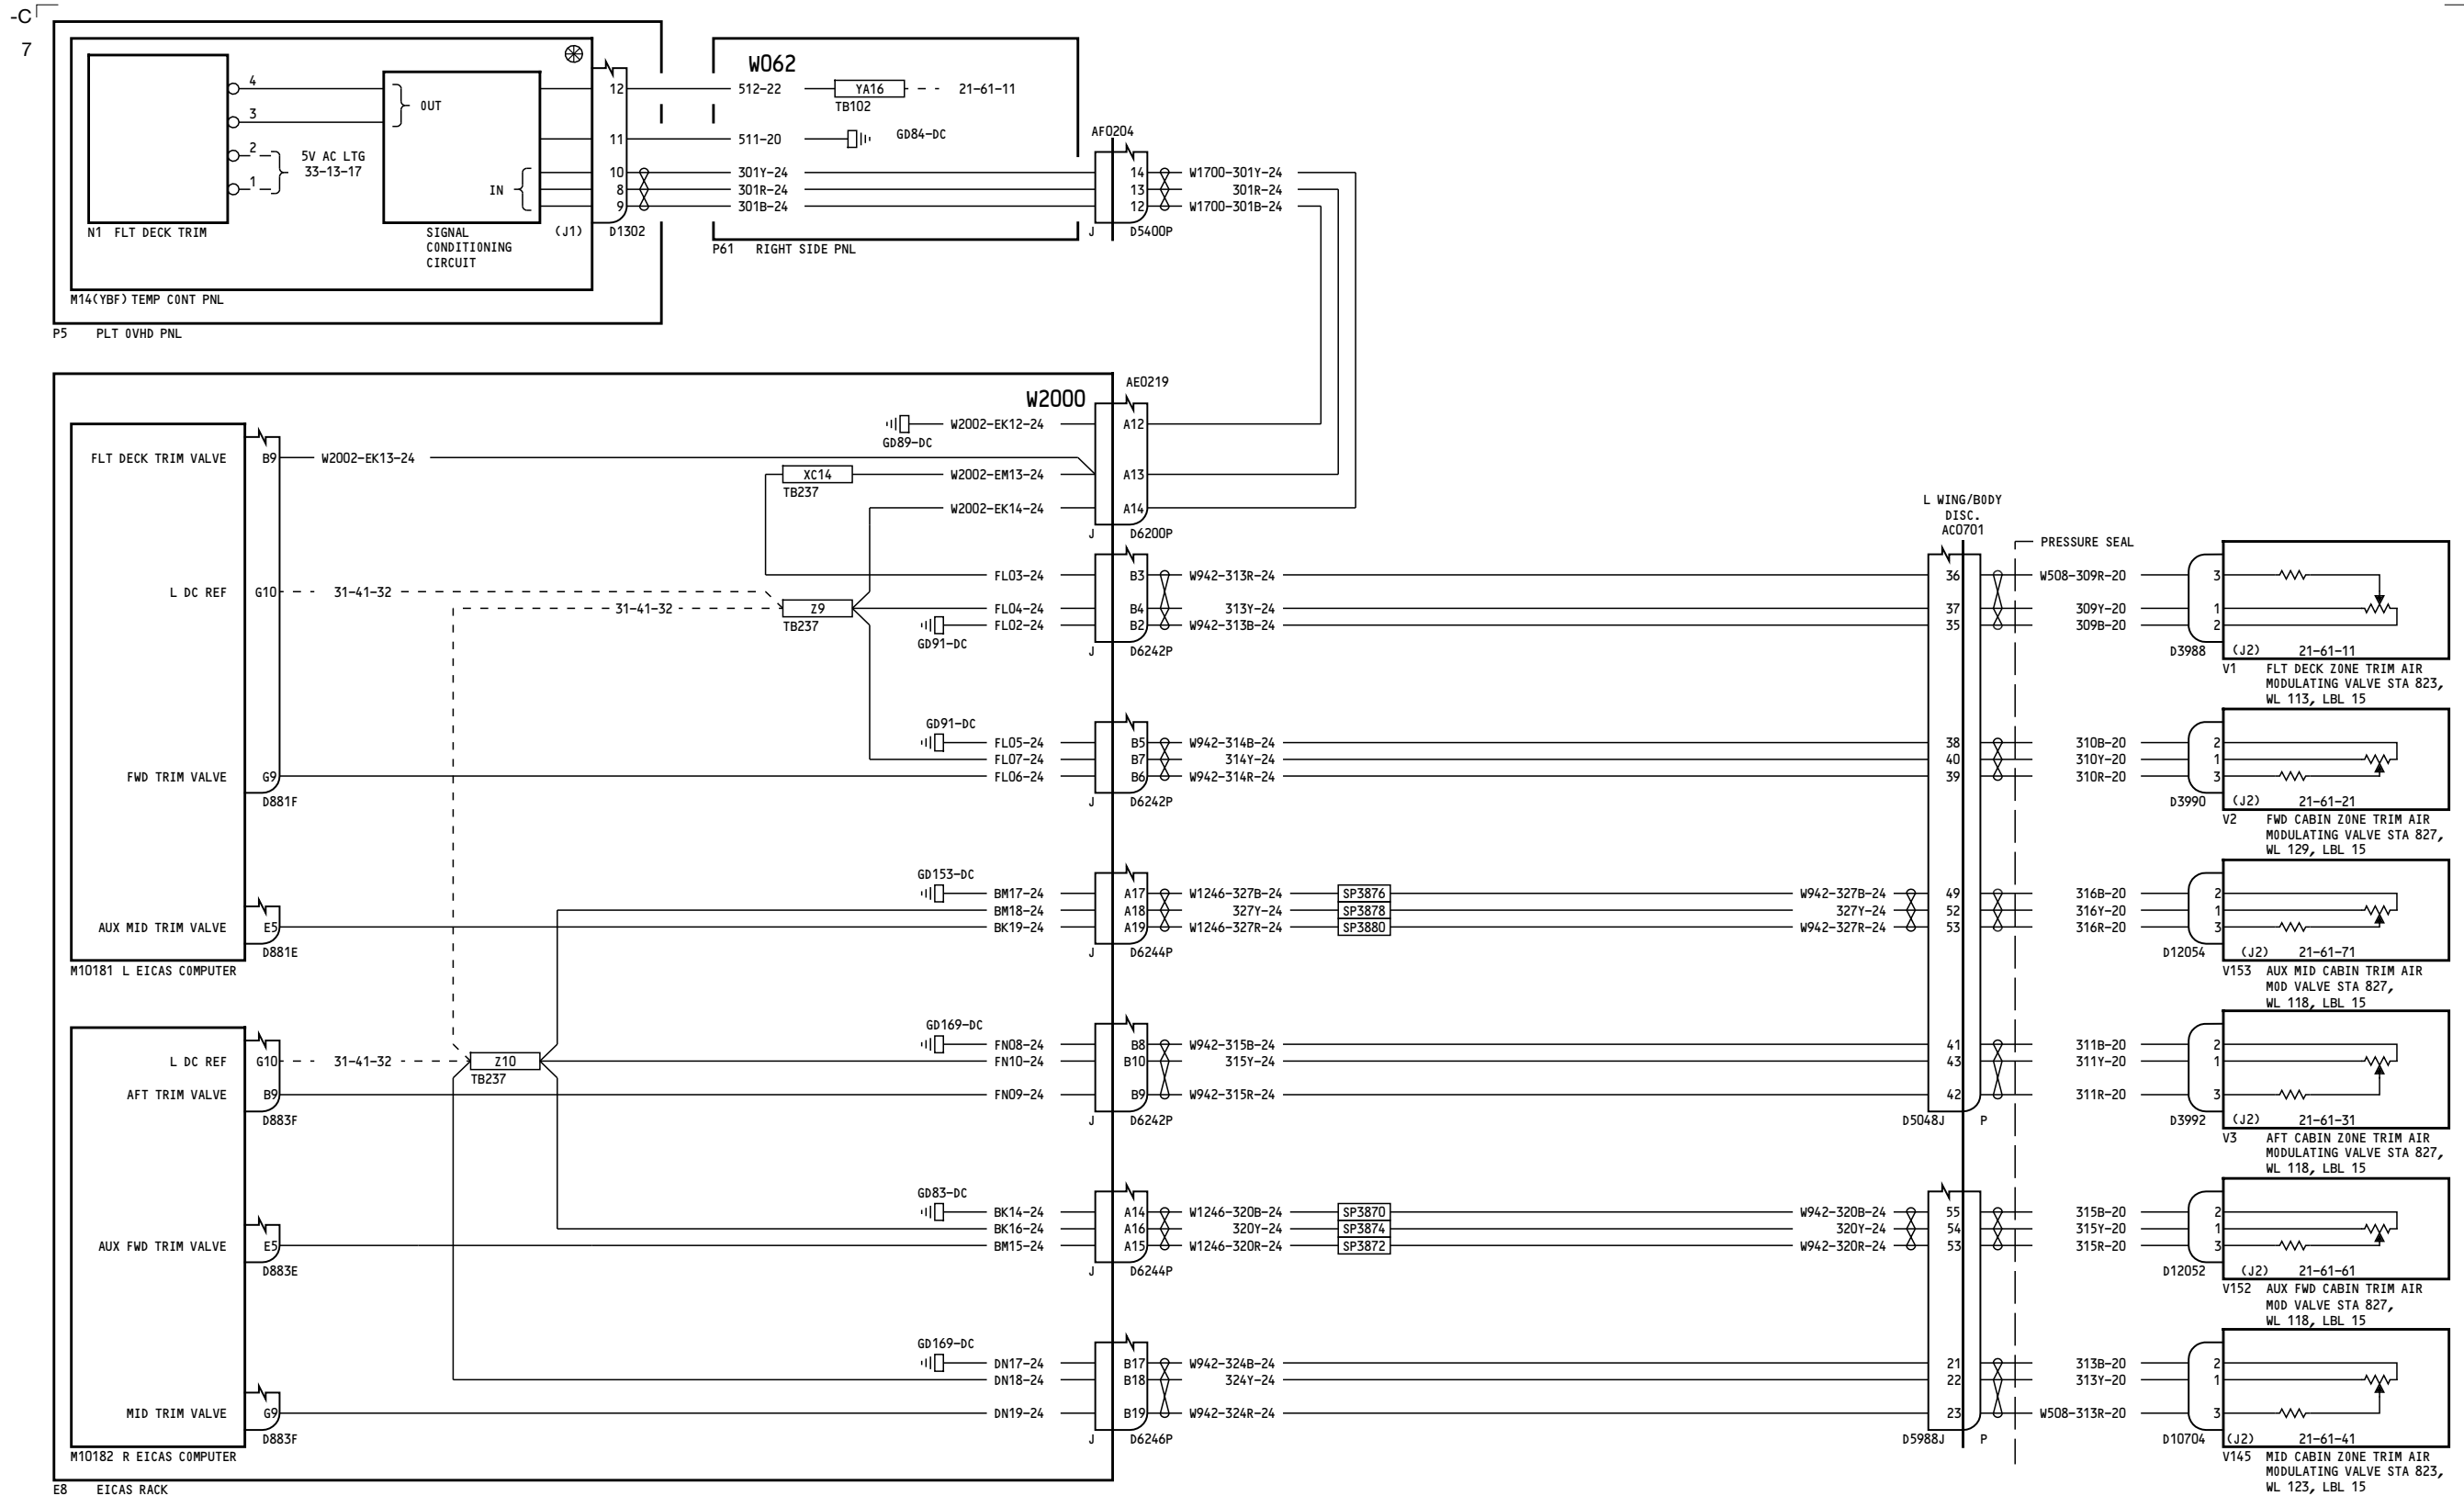 -C
7
W062
4
OUT
12
512-22
YA16
21-61-11
TB102
3
2
5V AC LTG
33-13-17
1
11
511-20
GD84-DC
AF0204
IN
10
301Y-24
14
W1700-301Y-24
8
301R-24
13
301R-24
9
301B-24
12
W1700-301B-24
N1 FLT DECK TRIM
SIGNAL
CONDITIONING
CIRCUIT
(J1)
D1302
J
D5400P
P61 RIGHT SIDE PNL
M14(YBF) TEMP CONT PNL
P5 PLT OVHD PNL
W2000
AE0219
GD89-DC
W2002-EK12-24
A12
FLT DECK TRIM VALVE
B9
W2002-EK13-24
XC14
TB237
W2002-EM13-24
A13
W2002-EK14-24
A14
J
D6200P
L WING/BODY
DISC.
AC0701
PRESSURE SEAL
FL03-24
B3
W942-313R-24
36
W508-309R-20
3
L DC REF
G10
31-41-32
31-41-32
Z9
TB237
FL04-24
B4
313Y-24
37
309Y-20
1
GD91-DC
FL02-24
B2
W942-313B-24
35
309B-20
2
J
D6242P
D3988
(J2)
21-61-11
V1 FLT DECK ZONE TRIM AIR
MODULATING VALVE STA 823,
WL 113, LBL 15
GD91-DC
FL05-24
B5
W942-314B-24
38
310B-20
2
FL07-24
B7
314Y-24
40
310Y-20
1
FWD TRIM VALVE
G9
FL06-24
B6
W942-314R-24
39
310R-20
3
D881F
J
D6242P
D3990
(J2)
21-61-21
V2 FWD CABIN ZONE TRIM AIR
MODULATING VALVE STA 827,
WL 129, LBL 15
GD153-DC
BM17-24
A17
W1246-327B-24
SP3876
W942-327B-24
49
316B-20
2
BM18-24
A18
327Y-24
SP3878
327Y-24
52
316Y-20
1
AUX MID TRIM VALVE
E5
BK19-24
A19
W1246-327R-24
SP3880
W942-327R-24
53
316R-20
3
D881E
J
D6244P
D12054
(J2)
21-61-71
M10181 L EICAS COMPUTER
V153 AUX MID CABIN TRIM AIR
MOD VALVE STA 827,
WL 118, LBL 15
GD169-DC
FN08-24
B8
W942-315B-24
41
311B-20
2
L DC REF
G10
31-41-32
Z10
TB237
FN10-24
B10
315Y-24
43
311Y-20
1
AFT TRIM VALVE
B9
FN09-24
B9
W942-315R-24
42
311R-20
3
D883F
J
D6242P
D5048J
P
D3992
(J2)
21-61-31
V3 AFT CABIN ZONE TRIM AIR
MODULATING VALVE STA 827,
WL 118, LBL 15
GD83-DC
BK14-24
A14
W1246-320B-24
SP3870
W942-320B-24
55
315B-20
2
BK16-24
A16
320Y-24
SP3874
320Y-24
54
315Y-20
1
AUX FWD TRIM VALVE
E5
BM15-24
A15
W1246-320R-24
SP3872
W942-320R-24
53
315R-20
3
D883E
J
D6244P
D12052
(J2)
21-61-61
V152 AUX FWD CABIN TRIM AIR
MOD VALVE STA 827,
WL 118, LBL 15
GD169-DC
DN17-24
B17
W942-324B-24
21
313B-20
2
DN18-24
B18
324Y-24
22
313Y-20
1
MID TRIM VALVE
G9
DN19-24
B19
W942-324R-24
23
W508-313R-20
3
D883F
J
D6246P
D5988J
P
D10704
(J2)
21-61-41
M10182 R EICAS COMPUTER
V145 MID CABIN ZONE TRIM AIR
MODULATING VALVE STA 823,
WL 123, LBL 15
E8 EICAS RACK